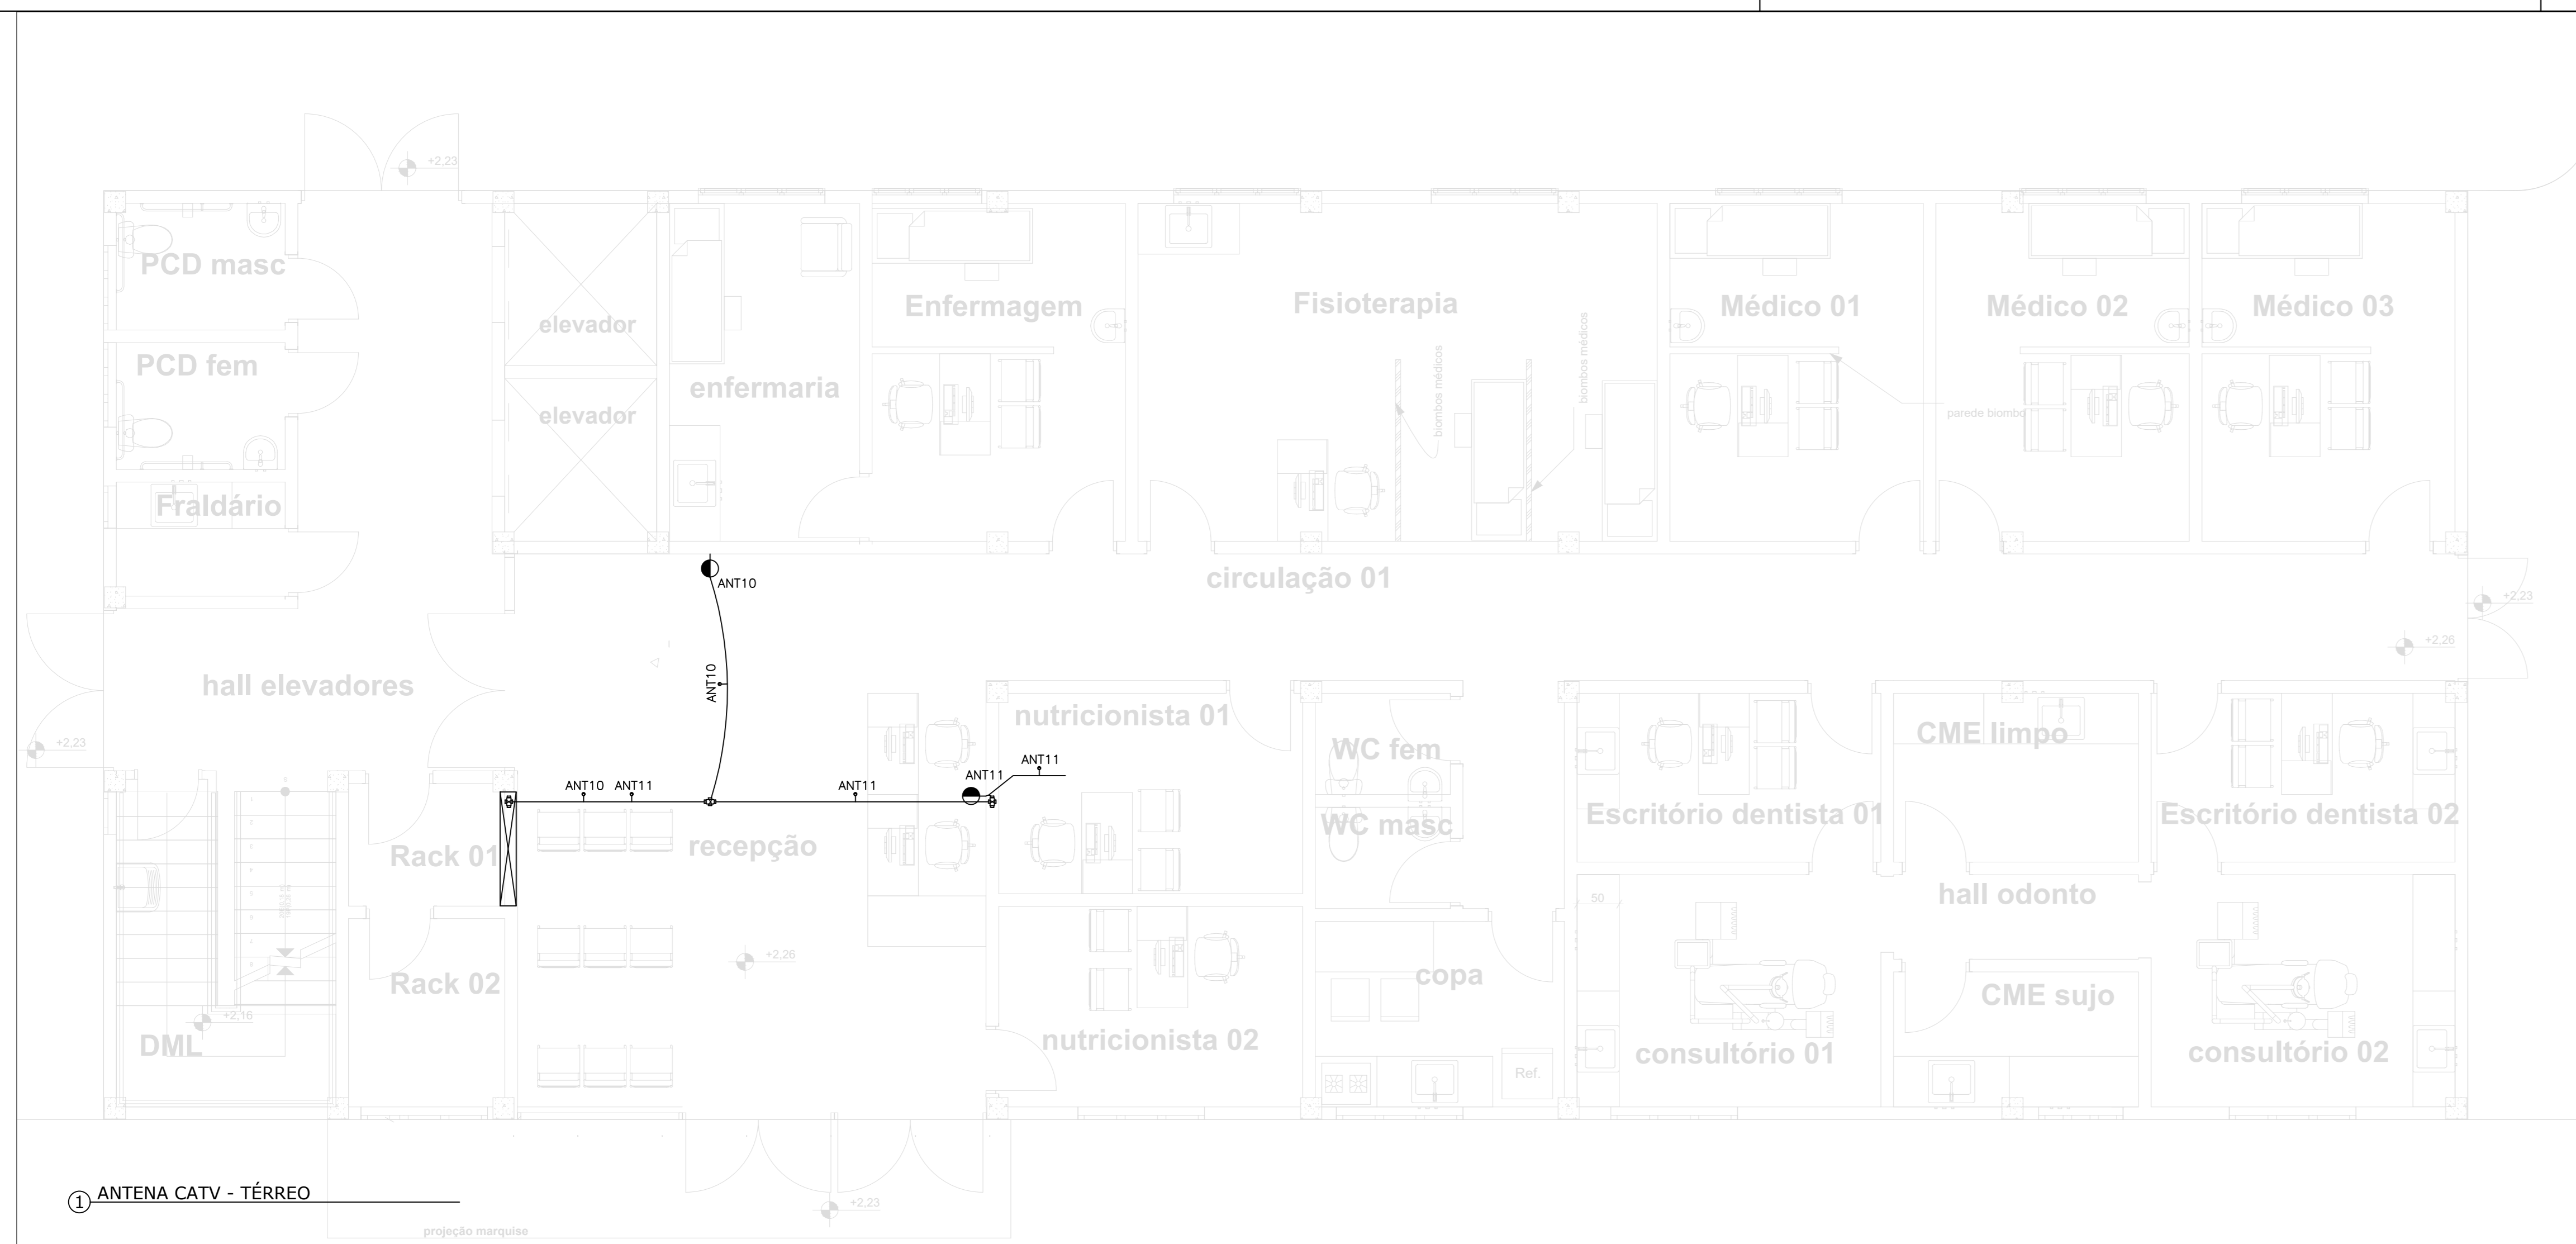 +2,23
PCD masc
Enfermagem
Fisioterapia
Médico 01
Médico 02
Médico 03
elevador
biombos médicos
PCD fem
enfermaria
biombos médicos
elevador
parede biombo
Fraldário
circulação 01
ANT10
+2,23
+2,26
ANT10
hall elevadores
nutricionista 01
CME limpo
+2,23
WC fem
ANT11
ANT11
ANT10
ANT11
ANT11
Escritório dentista 01
Escritório dentista 02
WC masc
recepção
Rack 01
hall odonto
50
+2,26
copa
Rack 02
CME sujo
+2,16
DML
nutricionista 02
consultório 01
consultório 02
Ref.
1
ANTENA CATV - TÉRREO
+2,23
projeção marquise